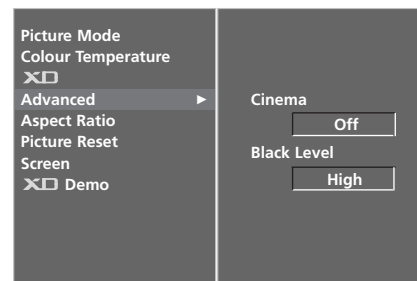 Picture Mode
Colour Temperature
XD
Advanced ►
Aspect Ratio
Picture Reset
Screen
XD Demo
Cinema
Off
Black Level
High